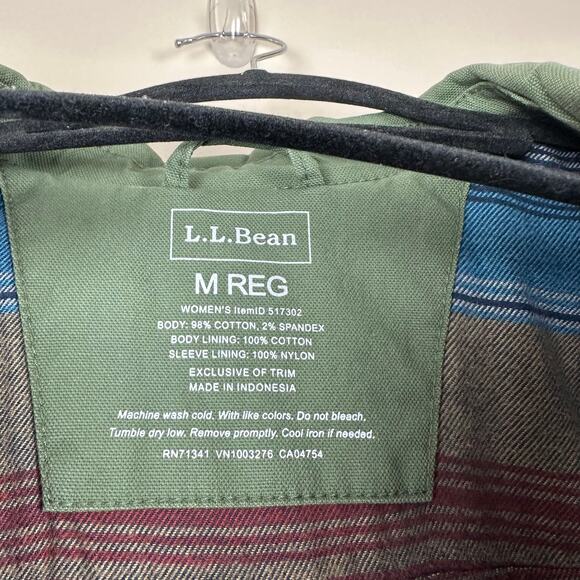 L.L.Bean
M REG
WOMEN'S ItemID 517302
BODY: 98% COTTON, 2% SPANDEX
BODY LINING: 100% COTTON
SLEEVE LINING: 100% NYLON
EXCLUSIVE OF TRIM
MADE IN INDONESIA
Machine wash cold. With like colors. Do not bleach.
Tumble dry low. Remove promptly. Cool iron if needed.
RN71341 VN1003276 CA04754